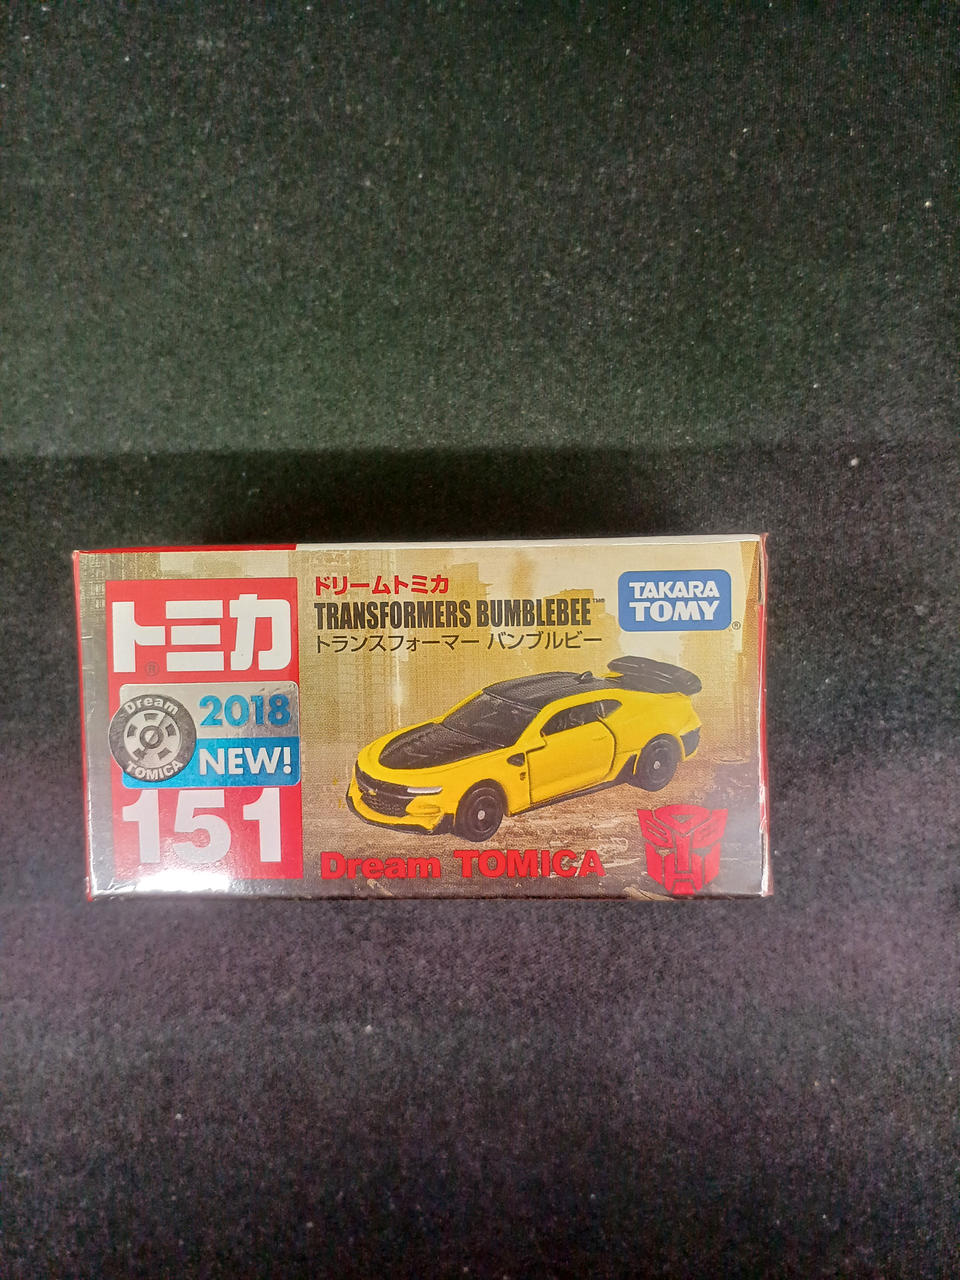 トミカ
®
Dream
TOMICA
2018
NEW!
151
ドリームトミカ
TRANSFORMERS BUMBLEBEE
トランスフォーマー バンブルビー
TAKARA
TOMY
®
Dream TOMICA